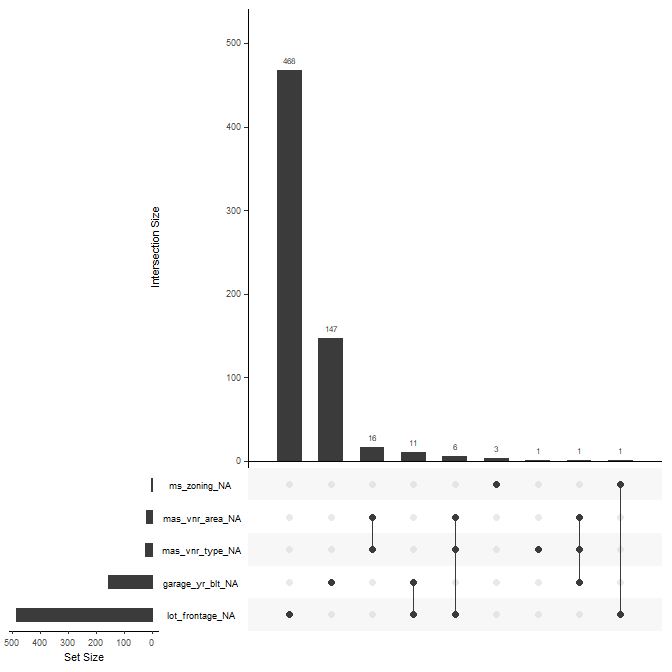 500
400
300
200
100
0
Intersection Size
468
147
16
11
6
3
1
1
1
ms_zoning_NA
mas_vnr_area_NA
mas_vnr_type_NA
garage_yr_blt_NA
lot_frontage_NA
500 400 300 200 100 0
Set Size